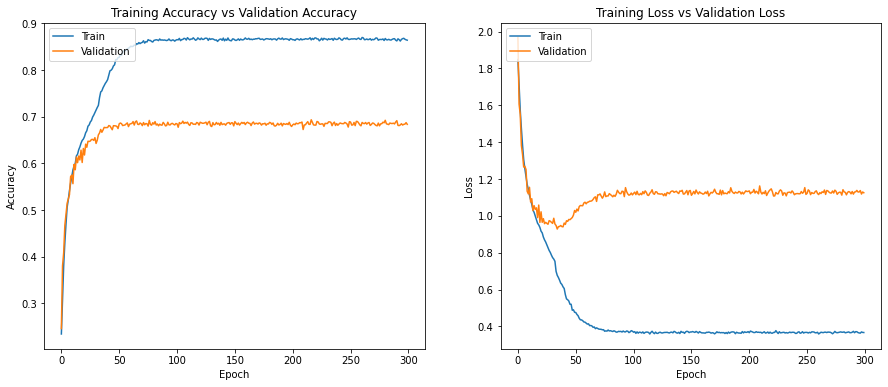 Training Accuracy vs Validation Accuracy
Train
Validation
0.9
0.8
0.7
0.6
0.5
0.4
0.3
Accuracy
0 50 100 150 200 250 300
Epoch
Training Loss vs Validation Loss
Train
Validation
2.0
1.8
1.6
1.4
1.2
1.0
0.8
0.6
0.4
Loss
0 50 100 150 200 250 300
Epoch